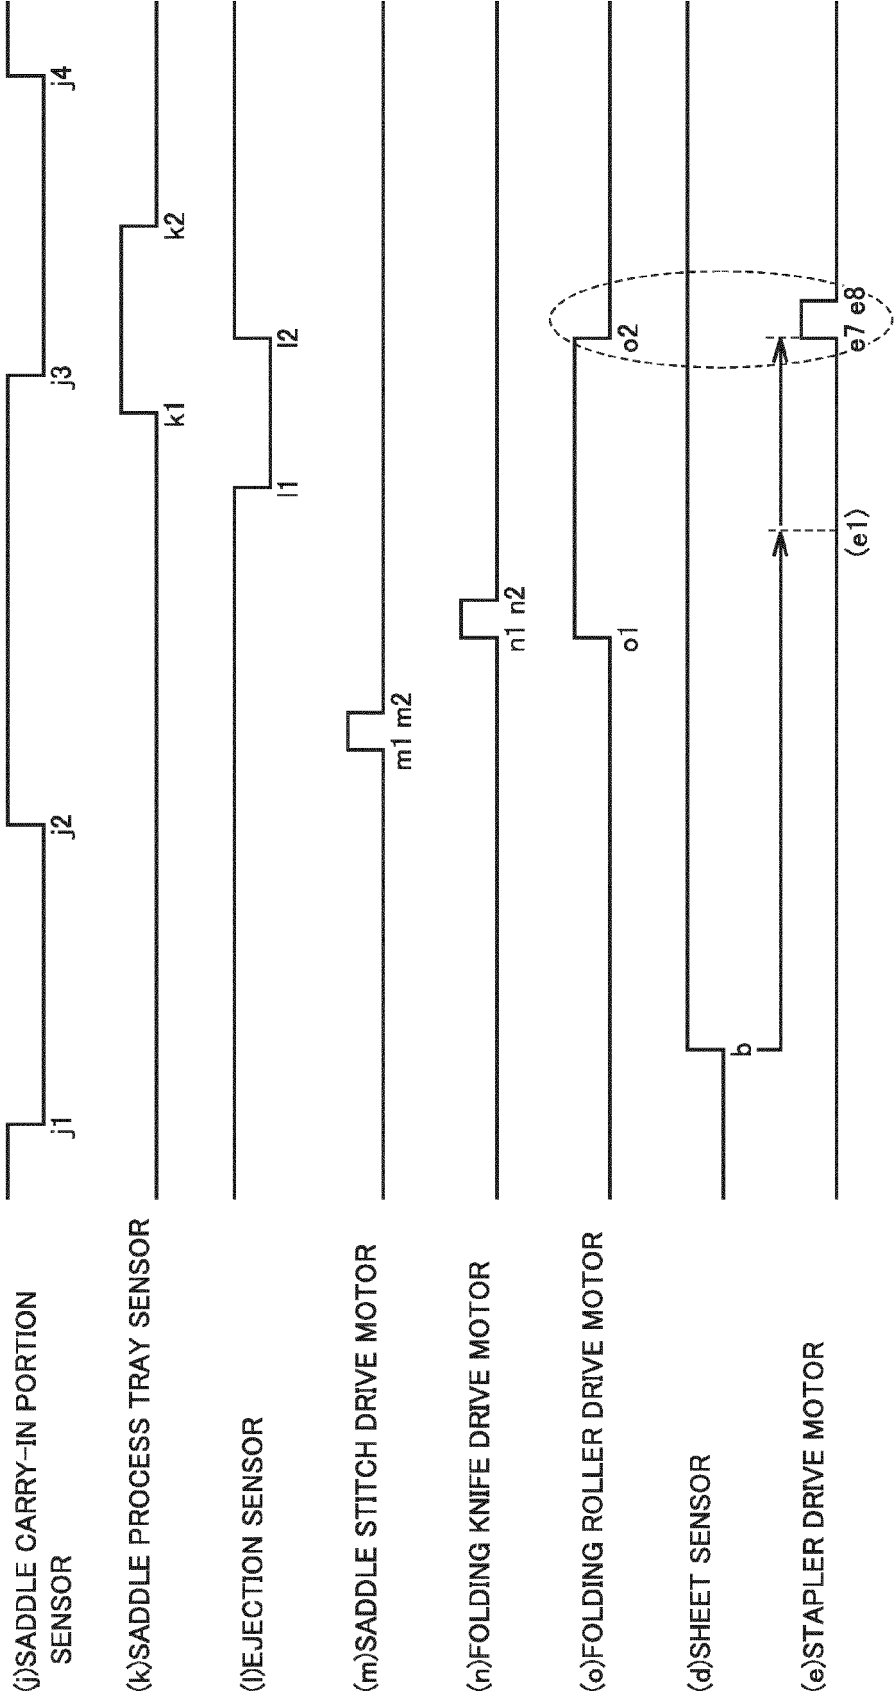 (j)SADDLE CARRY-IN PORTION
SENSOR
j1
j2
j3
j4
(k)SADDLE PROCESS TRAY SENSOR
k1
k2
(l)EJECTION SENSOR
l1
l2
(m)SADDLE STITCH DRIVE MOTOR
m1 m2
(n)FOLDING KNIFE DRIVE MOTOR
n1 n2
(o)FOLDING ROLLER DRIVE MOTOR
o1
o2
(d)SHEET SENSOR
b
(e)STAPLER DRIVE MOTOR
(e1)
e7 e8